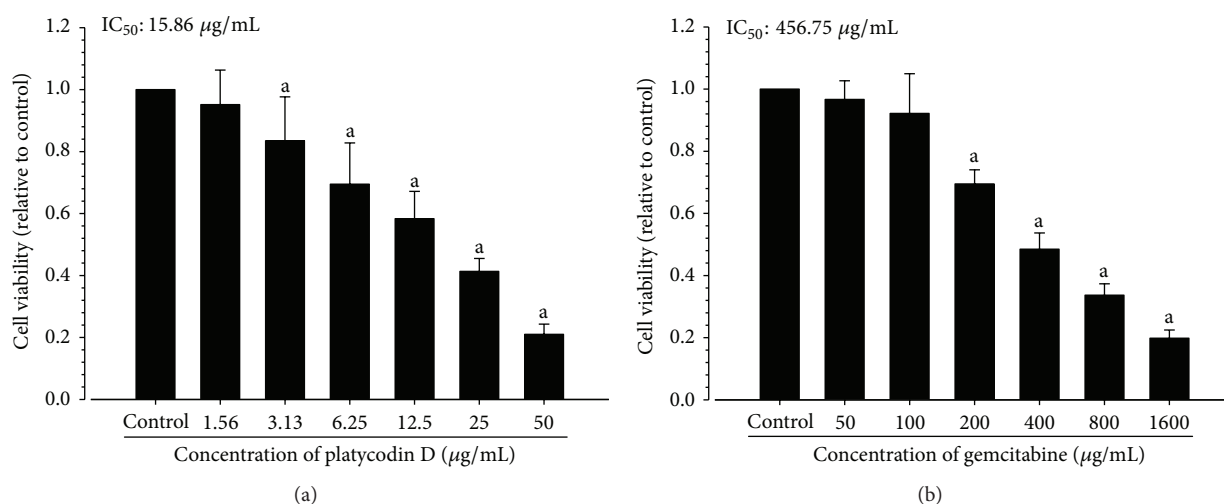 IC50: 15.86 μg/mL
1.2
1.0
0.8
0.6
0.4
0.2
0.0
Cell viability (relative to control)
a
a
a
a
a
Control 1.56 3.13 6.25 12.5 25 50
Concentration of platycodin D (μg/mL)
(a)
IC50: 456.75 μg/mL
1.2
1.0
0.8
0.6
0.4
0.2
0.0
Cell viability (relative to control)
a
a
a
a
Control 50 100 200 400 800 1600
Concentration of gemcitabine (μg/mL)
(b)